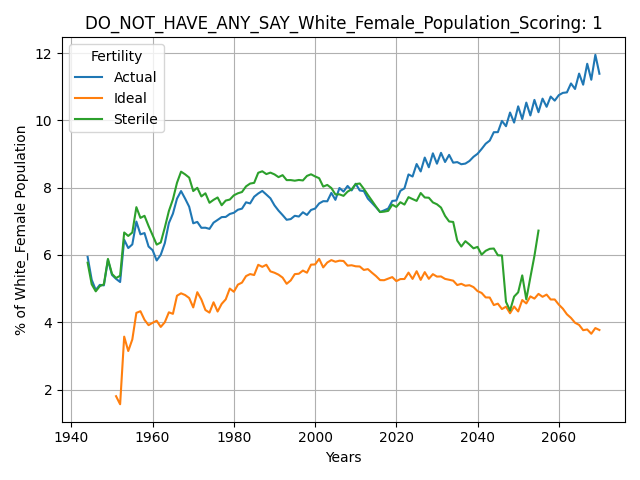 DO_NOT_HAVE_ANY_SAY_White_Female_Population_Scoring: 1
% of White_Female Population
12
10
8
6
4
2
Fertility
Actual
Ideal
Sterile
1940 1960 1980 2000 2020 2040 2060
Years